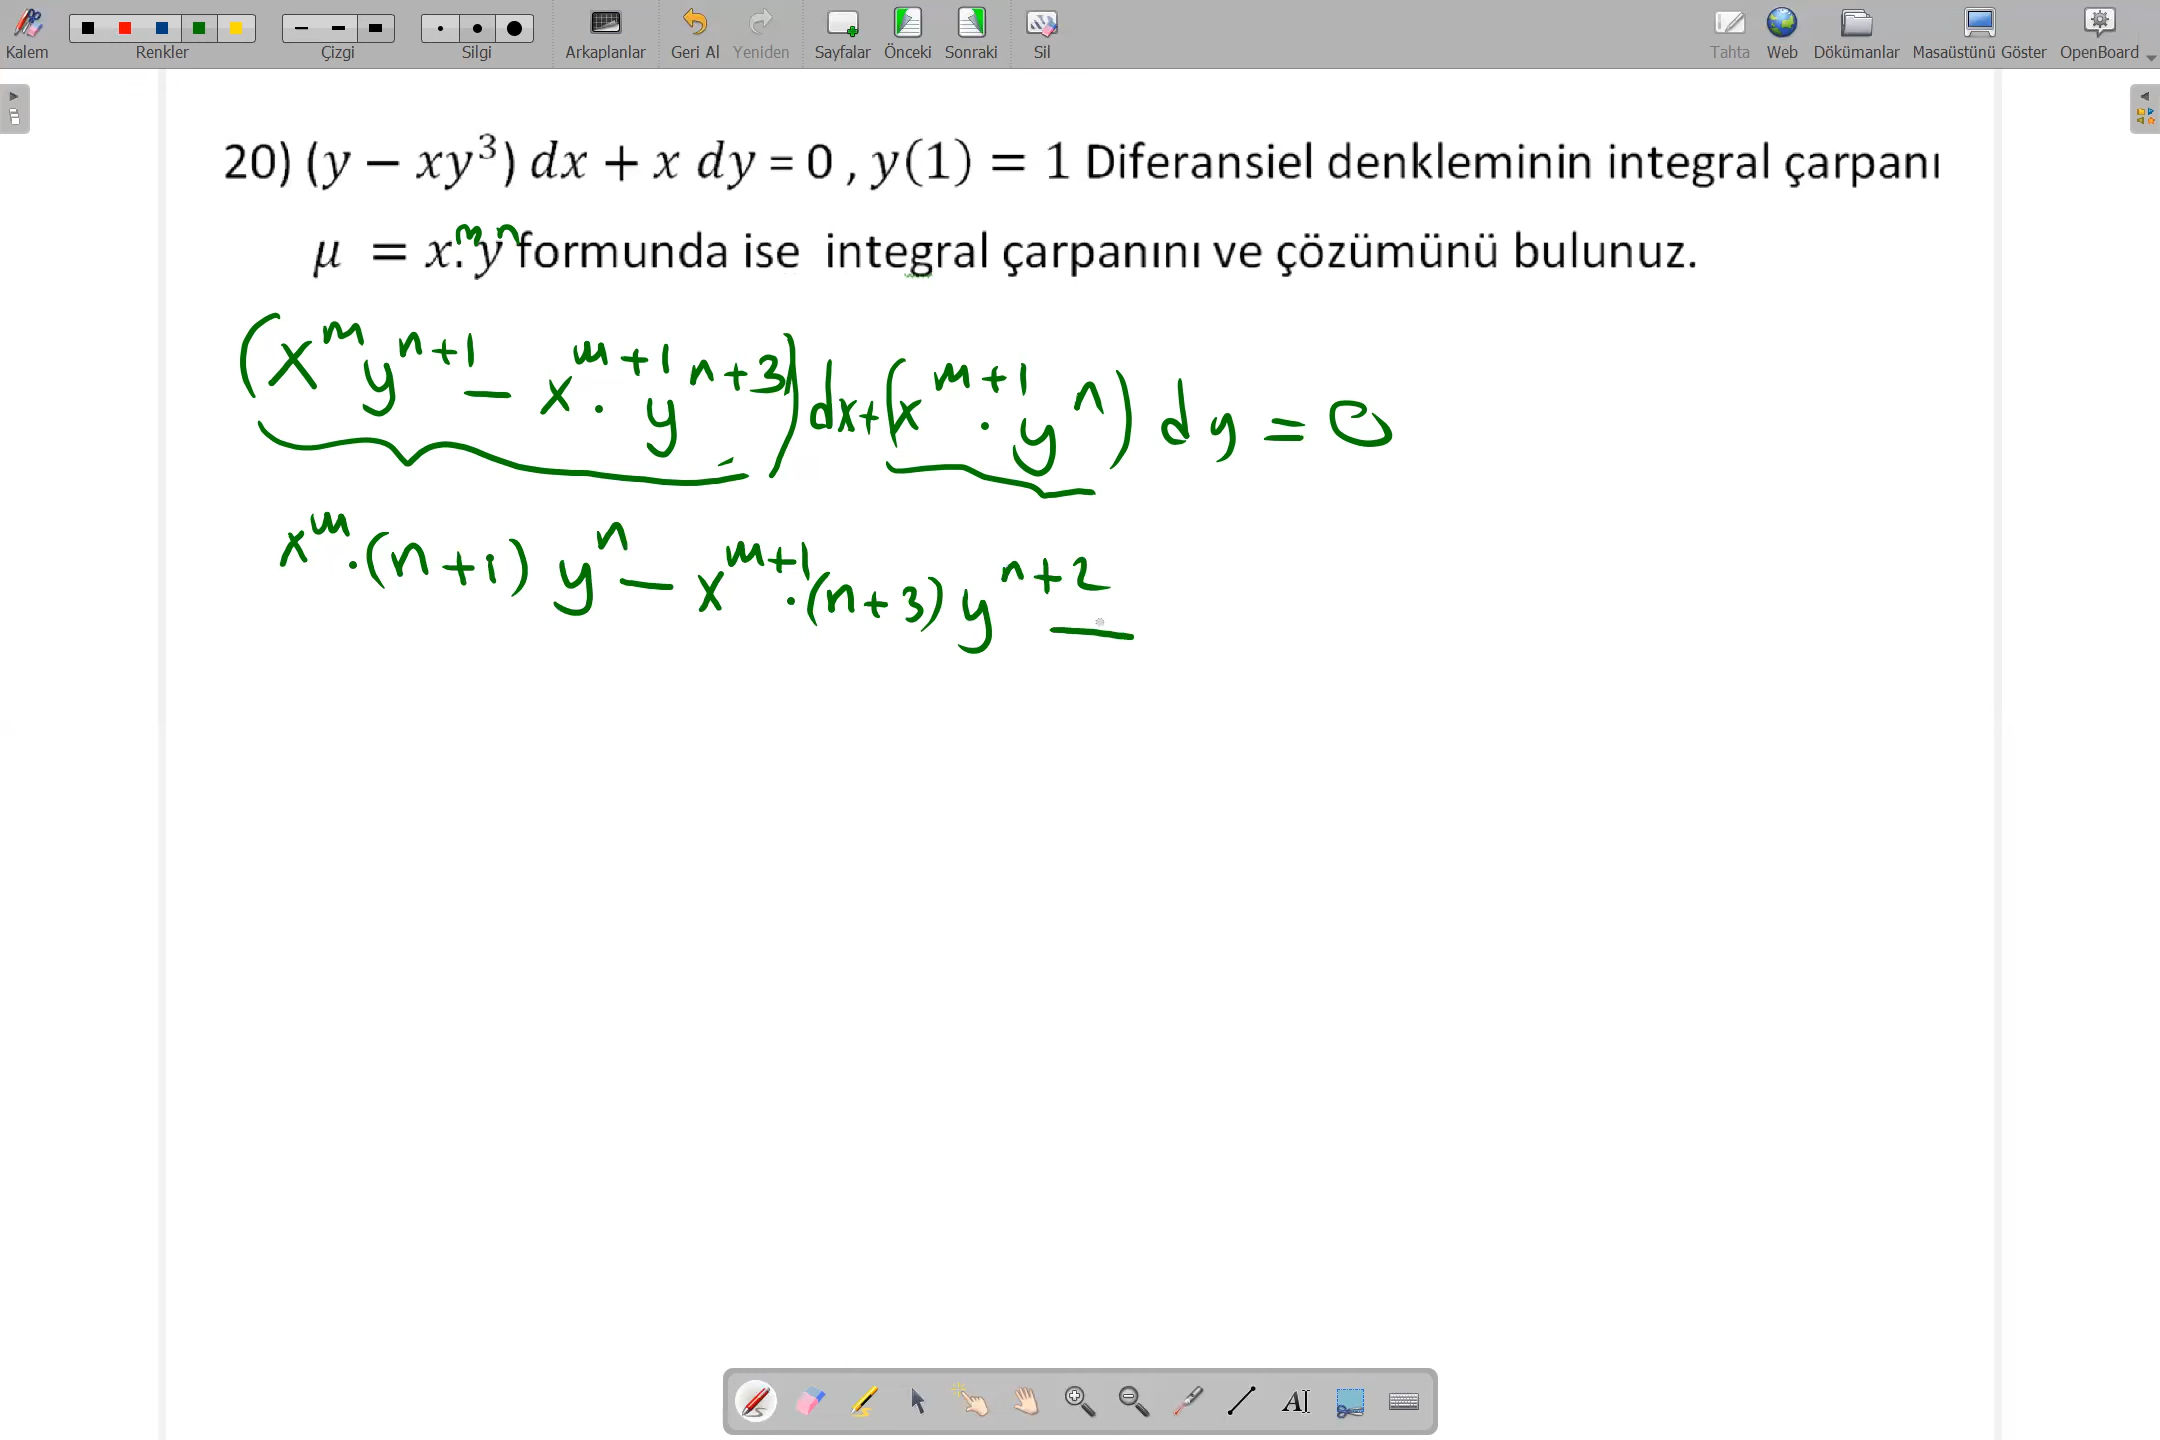 Kalem Renkler Çizgi Silgi Arkaplanlar Geri Al Yeniden Sayfalar Önceki Sonraki Sil Tahta Web Dökümanlar Masaüstünü Göster OpenBoard
20) (y − xy³) dx + x dy = 0 , y(1) = 1 Diferansiel denkleminin integral çarpanı
μ = x^m . y^n formunda ise integral çarpanını ve çözümünü bulunuz.
(x^m y^{n+1} − x^{m+1} · y^{n+3}) dx + (x^{m+1} · y^n) dy = 0
x^m · (n+1) y^n − x^{m+1} · (n+3) y^{n+2}
AI